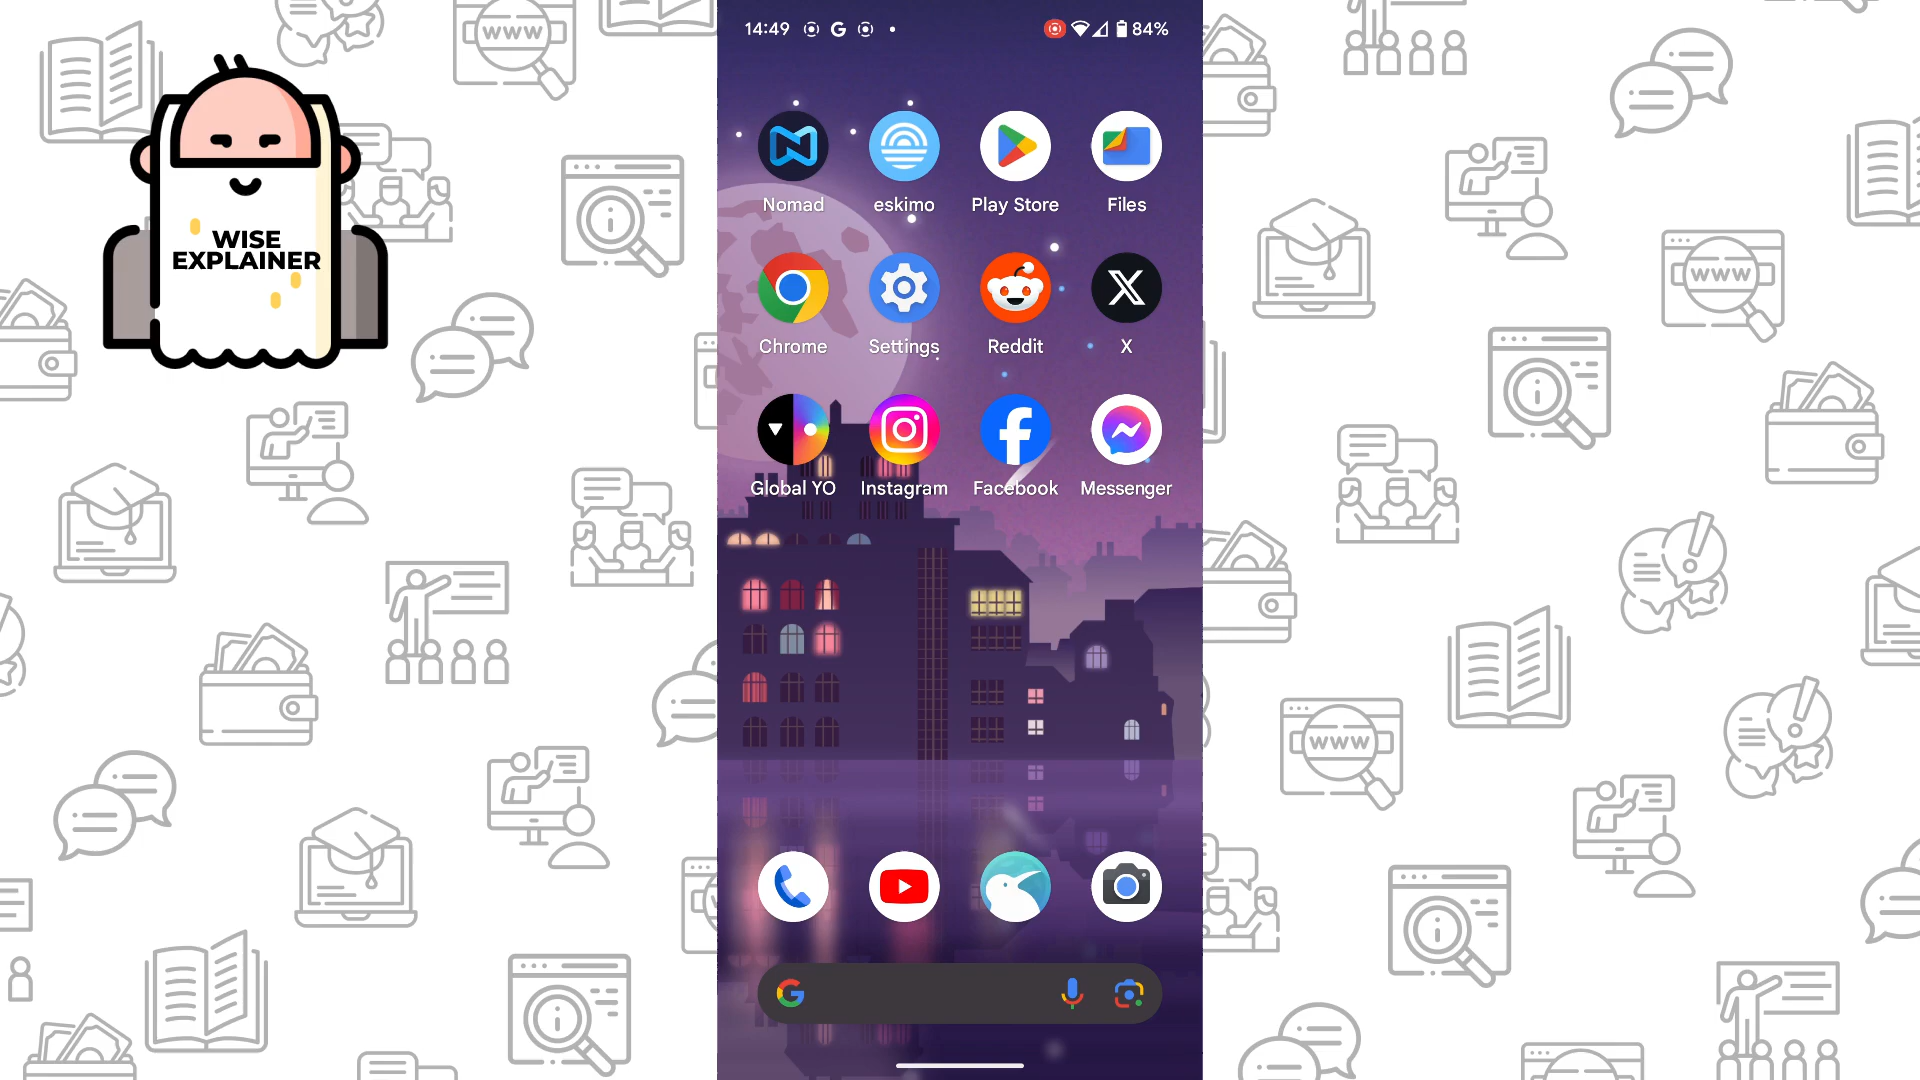 WISE
EXPLAINER
14:49
84%
Nomad
eskimo
Play Store
Files
Chrome
Settings
Reddit
X
Global YO
Instagram
Facebook
Messenger
www
www
www